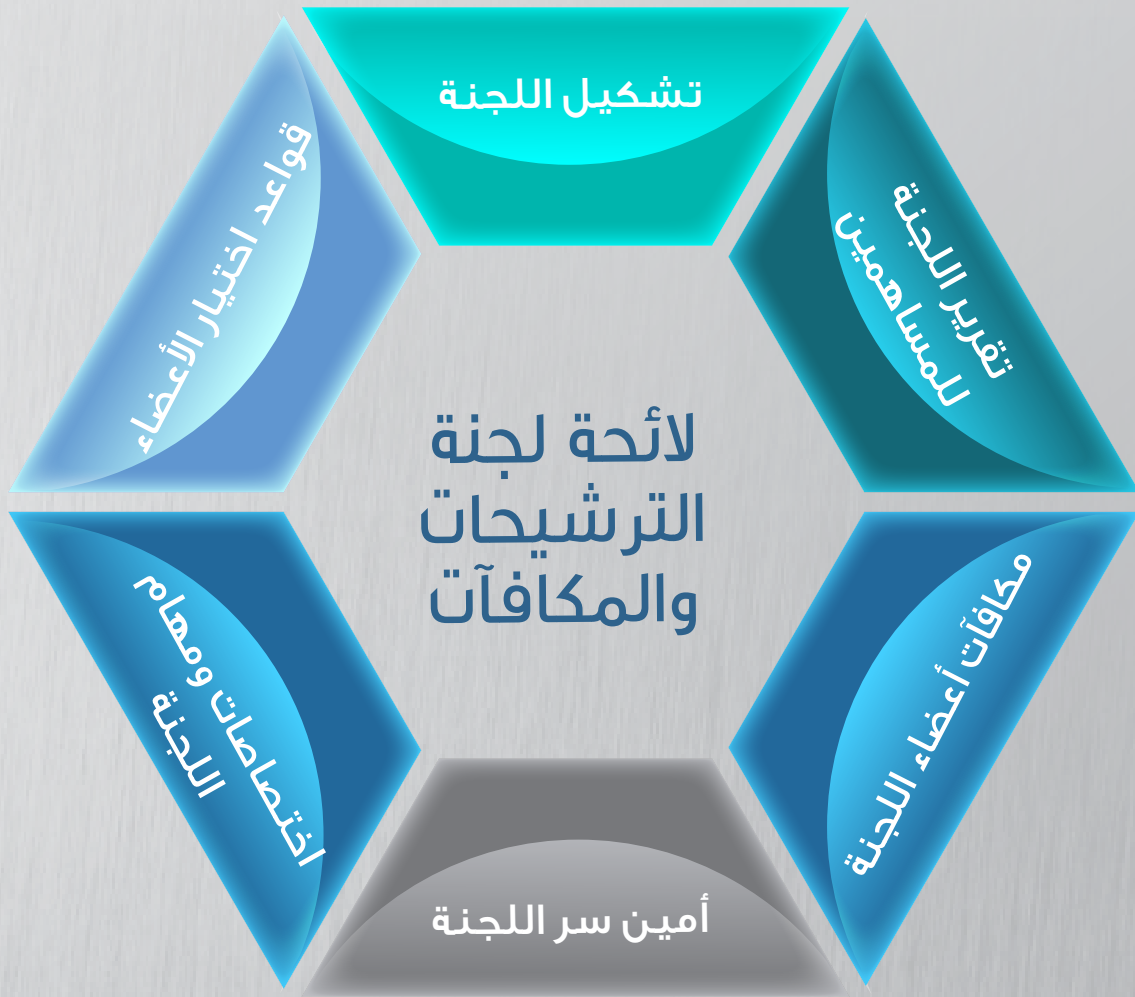 تشكيل اللجنة
قواعد اختيار الأعضاء
تقرير اللجنة
للمساهمين
لائحة لجنة
الترشيحات
والمكافآت
اختصاصات ومهام
اللجنة
مكافآت أعضاء اللجنة
أمين سر اللجنة